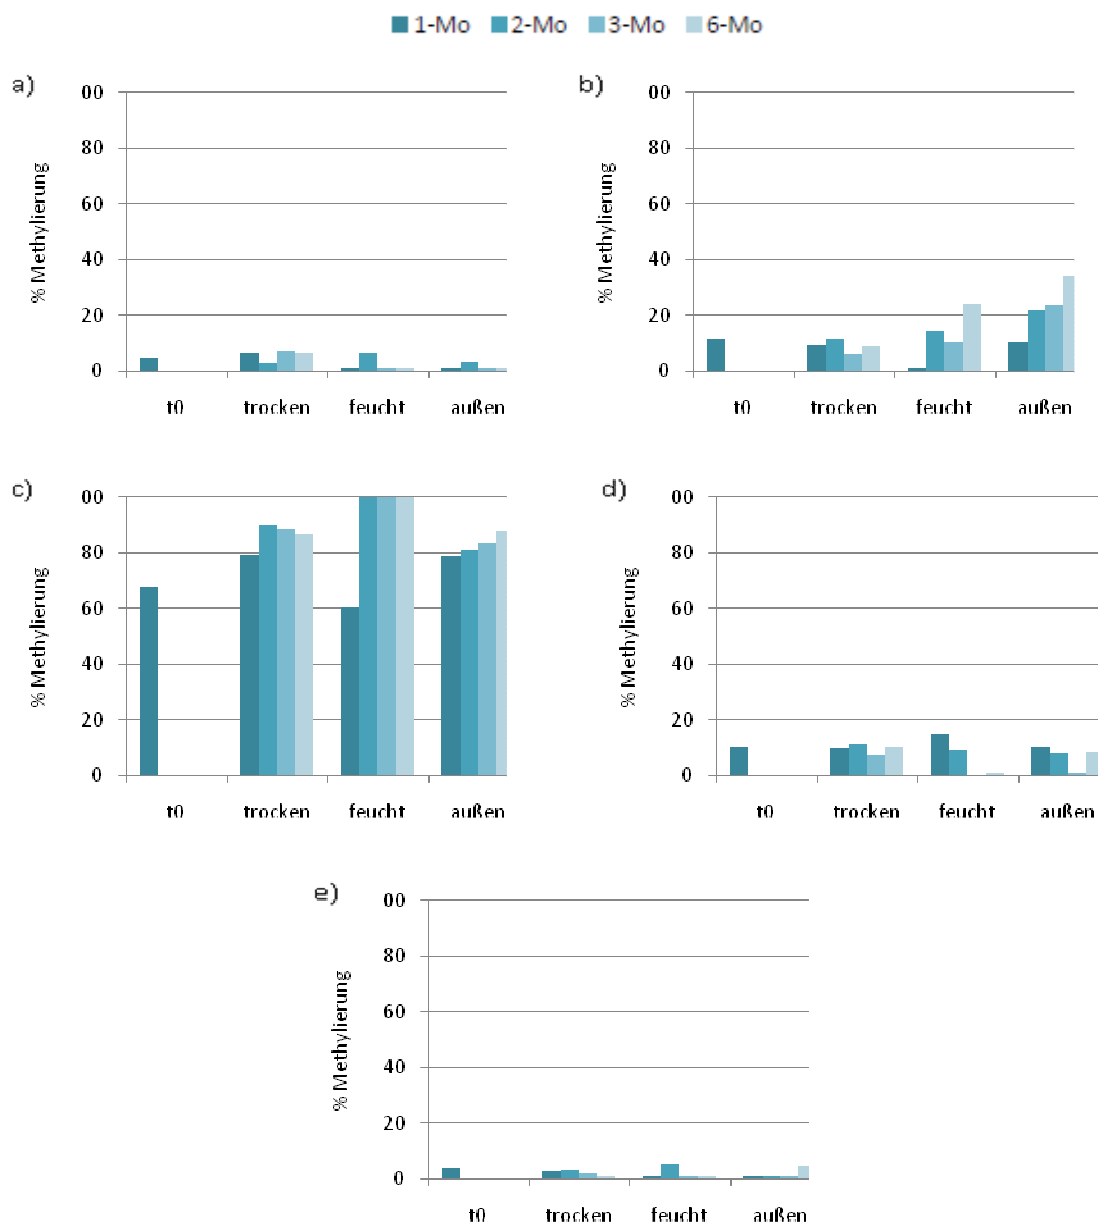 1-Mo 2-Mo 3-Mo 6-Mo
a)
% Methylierung
00
80
60
40
20
0
t0 trocken feucht außen
b)
% Methylierung
00
80
60
40
20
0
t0 trocken feucht außen
c)
% Methylierung
00
80
60
40
20
0
t0 trocken feucht außen
d)
% Methylierung
00
80
60
40
20
0
t0 trocken feucht außen
e)
% Methylierung
00
80
60
40
20
0
t0 trocken feucht außen